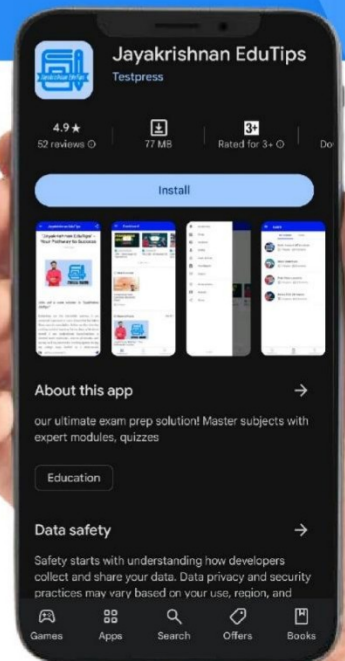 Jayakrishnan EduTips
Testpress
4.9★
52 reviews
77 MB
3+
Rated for 3+
Do
Install
About this app
our ultimate exam prep solution! Master subjects with
expert modules, quizzes
Education
Data safety
Safety starts with understanding how developers
collect and share your data. Data privacy and security
practices may vary based on your use, region, and
Games
Apps
Search
Offers
Books